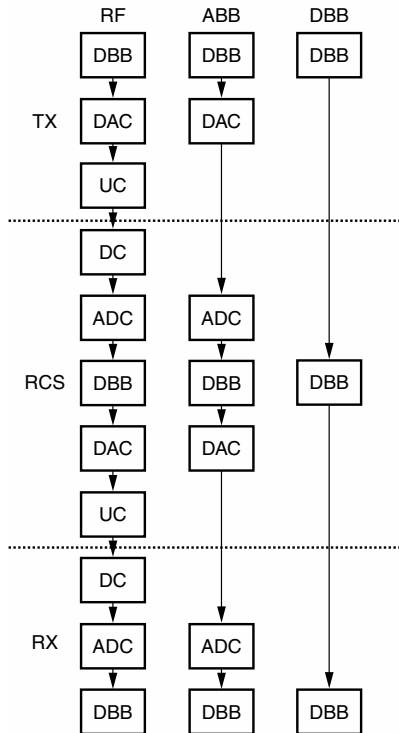 RF ABB DBB
DBB DBB DBB
TX DAC DAC
UC
DC
ADC ADC
RCS DBB DBB DBB
DAC DAC
UC
DC
RX ADC ADC
DBB DBB DBB